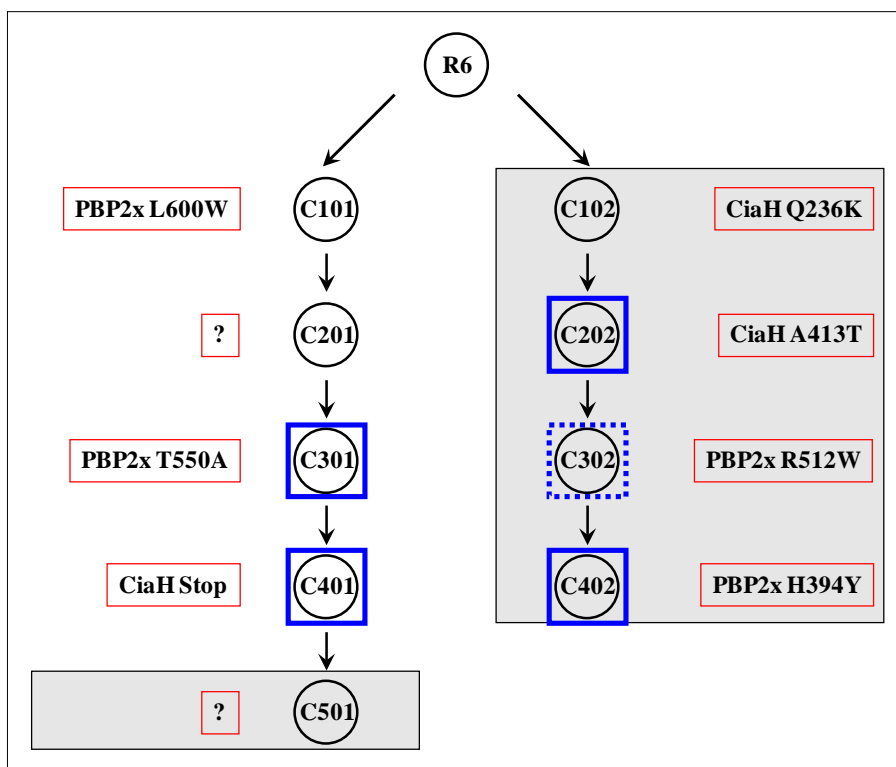 R6
PBP2x L600W C101 C102 CiaH Q236K
? C201 C202 CiaH A413T
PBP2x T550A C301 C302 PBP2x R512W
CiaH Stop C401 C402 PBP2x H394Y
? C501